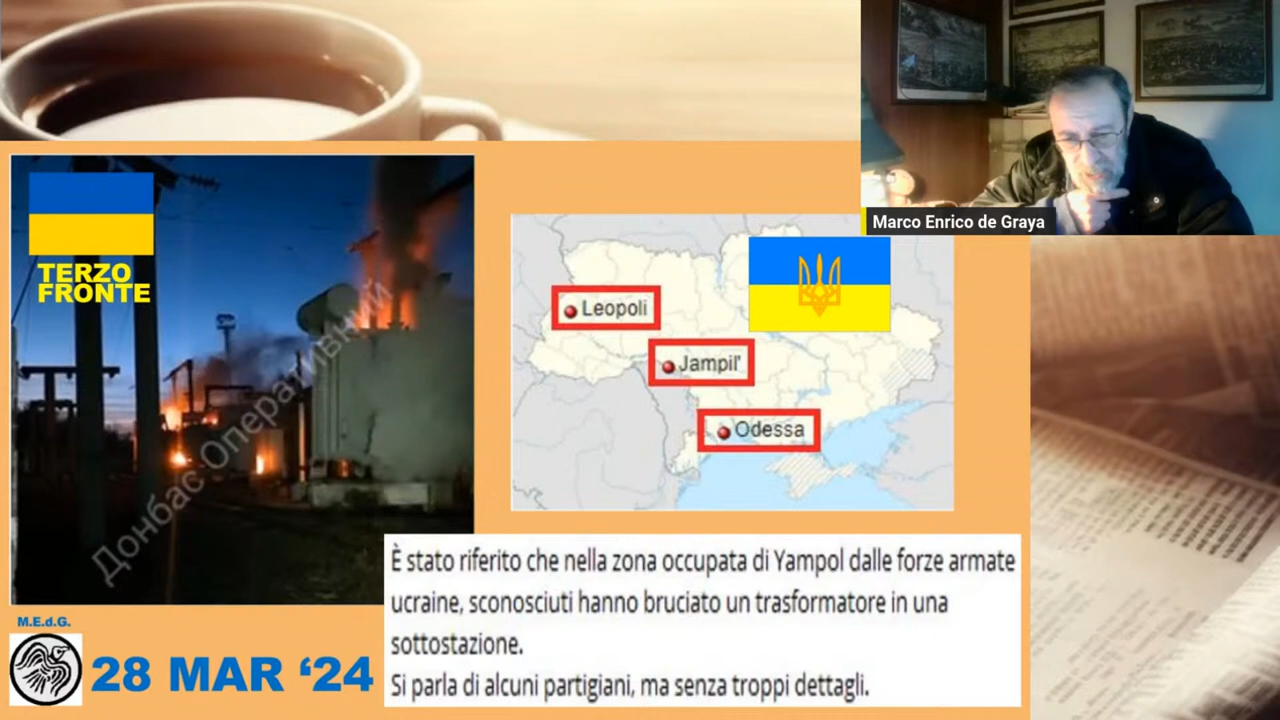 Marco Enrico de Graya
TERZO
FRONTE
Донбас Оперативний
Leopoli
Jampil'
Odessa
È stato riferito che nella zona occupata di Yampol dalle forze armate
ucraine, sconosciuti hanno bruciato un trasformatore in una
sottostazione.
Si parla di alcuni partigiani, ma senza troppi dettagli.
M.E.d.G.
28 MAR ‘24